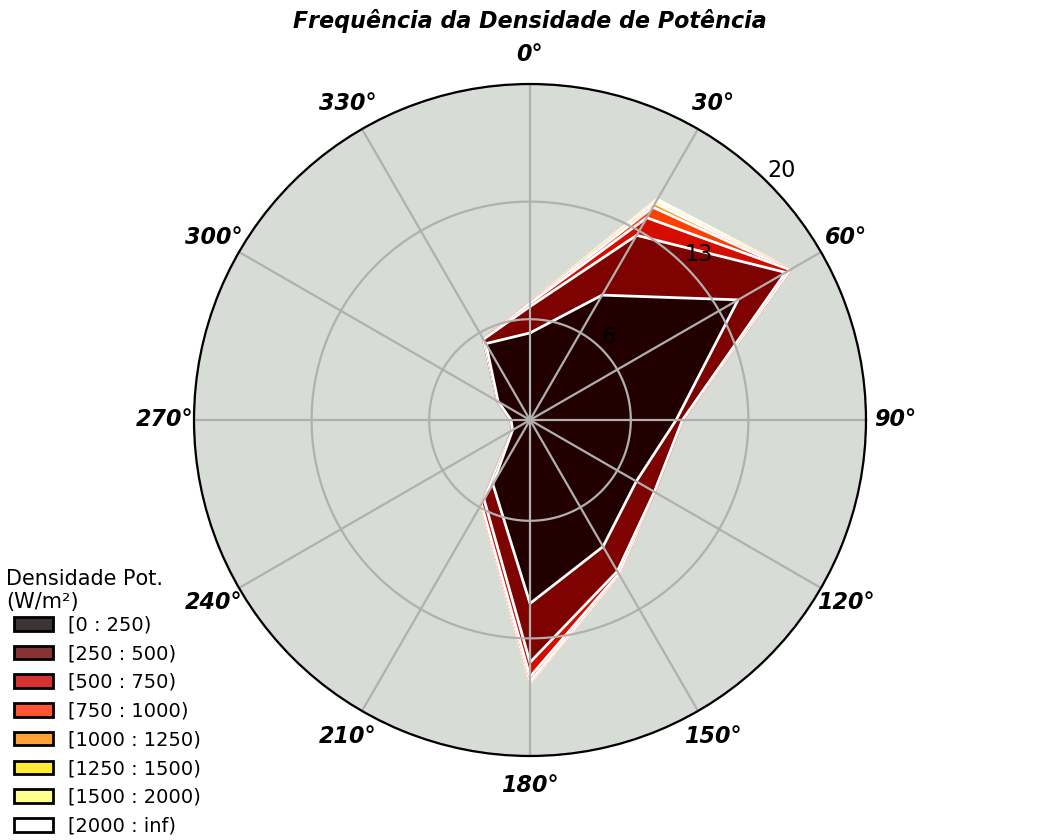 Frequência da Densidade de Potência
0°
330°
30°
20
300°
60°
13
6
270°
90°
240°
120°
210°
150°
180°
Densidade Pot.
(W/m²)
[0 : 250)
[250 : 500)
[500 : 750)
[750 : 1000)
[1000 : 1250)
[1250 : 1500)
[1500 : 2000)
[2000 : inf)